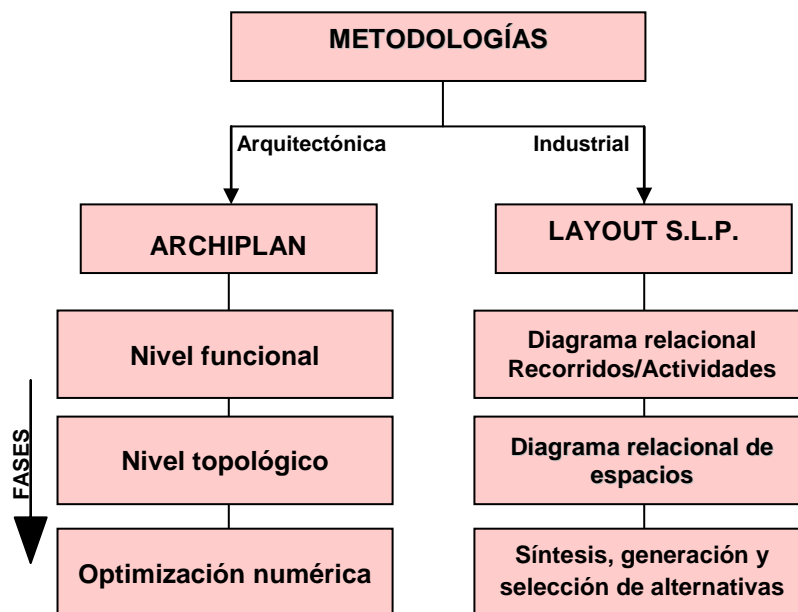 METODOLOGÍAS
Arquitectónica
Industrial
ARCHIPLAN
LAYOUT S.L.P.
Nivel funcional
Diagrama relacional
Recorridos/Actividades
FASES
Nivel topológico
Diagrama relacional de
espacios
Optimización numérica
Síntesis, generación y
selección de alternativas